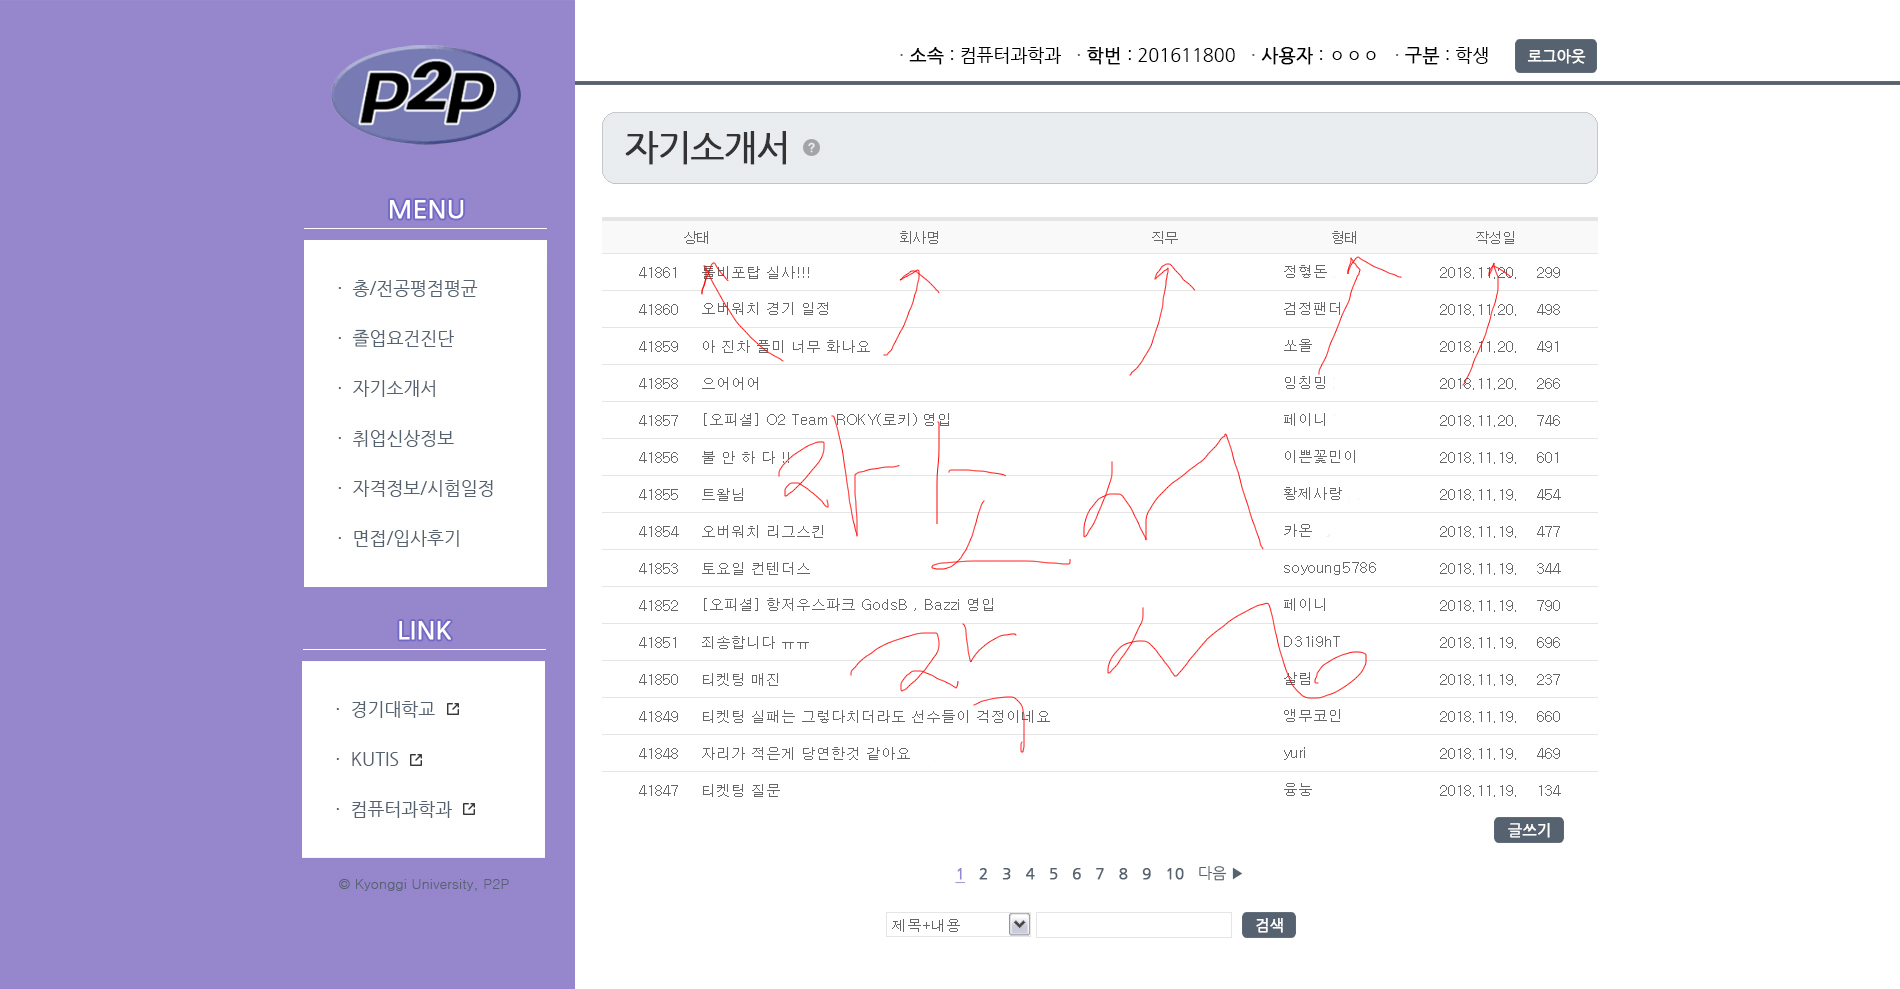 p2p
· 소속 : 컴퓨터과학과 · 학번 : 201611800 · 사용자 : ㅇㅇㅇ · 구분 : 학생 로그아웃
MENU
· 총/전공평점평균
· 졸업요건진단
· 자기소개서
· 취업신상정보
· 자격정보/시험일정
· 면접/입사후기
LINK
· 경기대학교
· KUTIS
· 컴퓨터과학과
© Kyonggi University, P2P
자기소개서 ?
상태 회사명 직무 형태 작성일
41861 톨비포탑 실사!!! 정형돈 2018.11.20. 299
41860 오버워치 경기 일정 검정팬더 2018.11.20. 498
41859 아 진차 풀미 너무 화나요 쏘올 2018.11.20. 491
41858 으어어어 잉칭밍 2018.11.20. 266
41857 [오피셜] O2 Team ROKY(로키) 영입 페이니 2018.11.20. 746
41856 불 안 하 다 !! 이쁜꽃민이 2018.11.19. 601
41855 트왈님 황제사랑 2018.11.19. 454
41854 오버워치 리그스킨 카온 2018.11.19. 477
41853 토요일 컨텐더스 soyoung5786 2018.11.19. 344
41852 [오피셜] 항저우스파크 GodsB , Bazzi 영입 페이니 2018.11.19. 790
41851 죄송합니다 ㅠㅠ D31i9hT 2018.11.19. 696
41850 티켓팅 매진 살림 2018.11.19. 237
41849 티켓팅 실패는 그렇다치더라도 선수들이 걱정이네요 앵무코인 2018.11.19. 660
41848 자리가 적은게 당연한것 같아요 yuri 2018.11.19. 469
41847 티켓팅 질문 융눙 2018.11.19. 134
자소서
작성
글쓰기
1 2 3 4 5 6 7 8 9 10 다음 ▶
제목+내용 검색